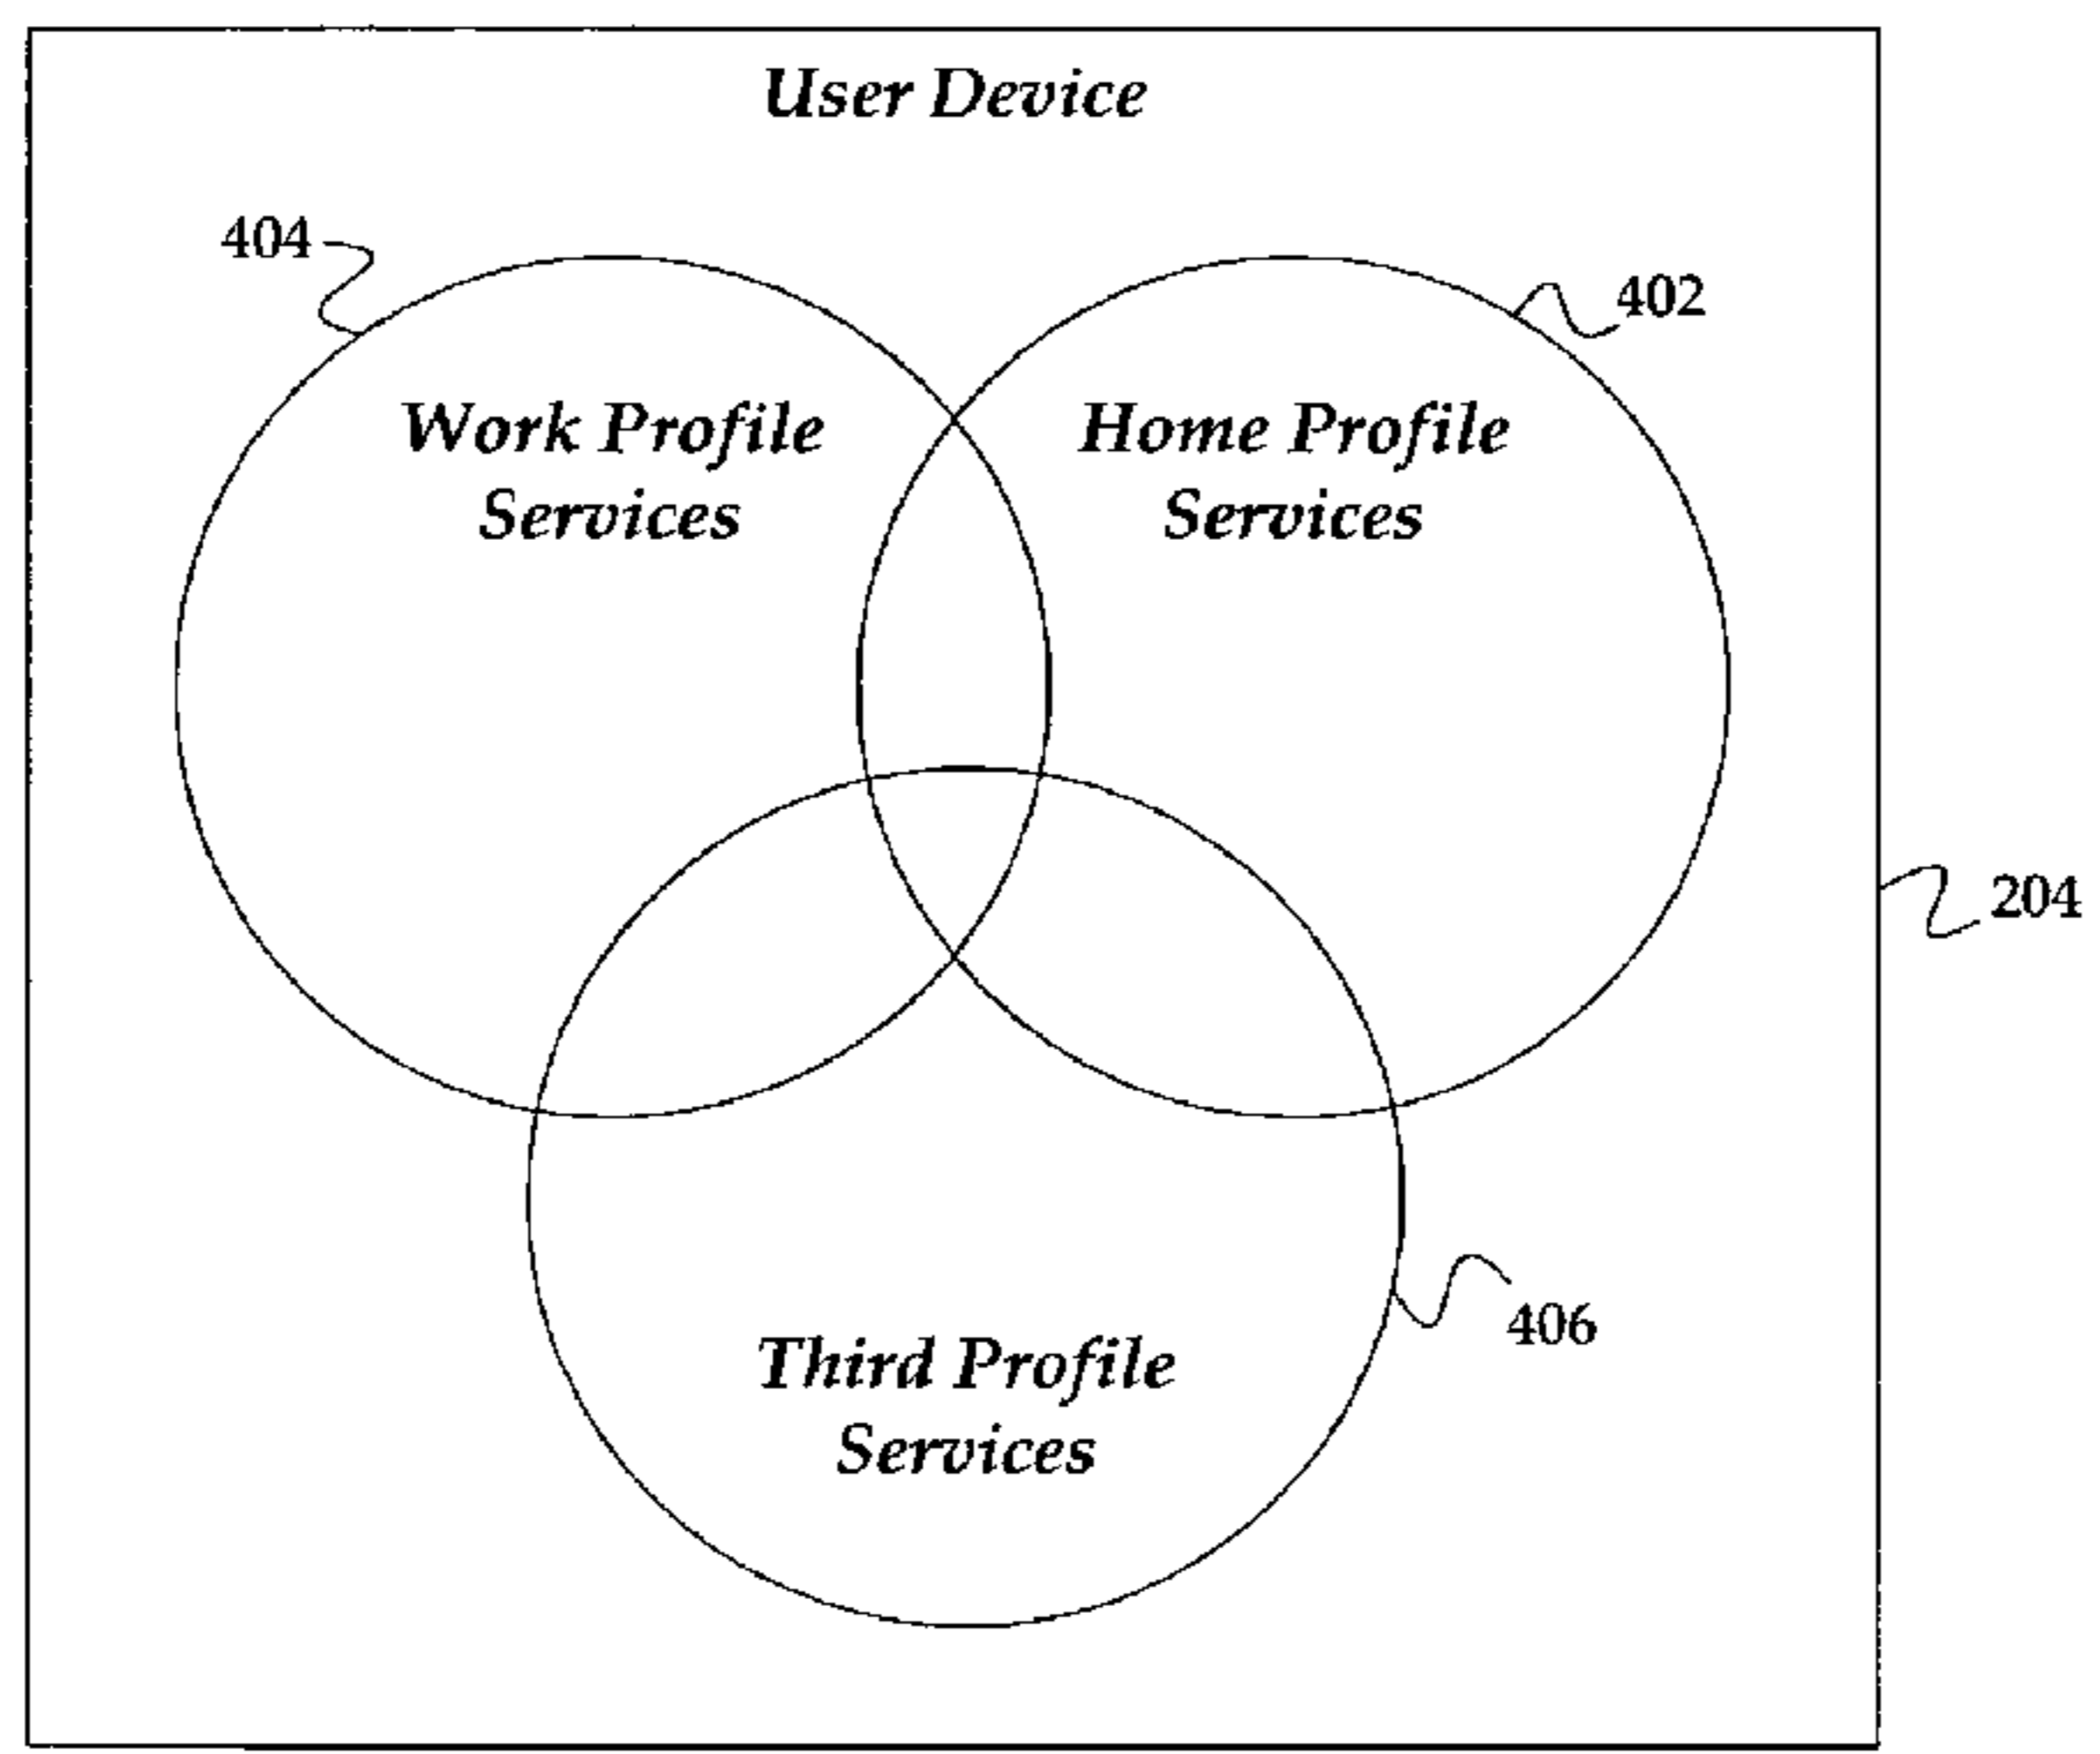 User Device
404
402
Work Profile
Services
Home Profile
Services
204
406
Third Profile
Services